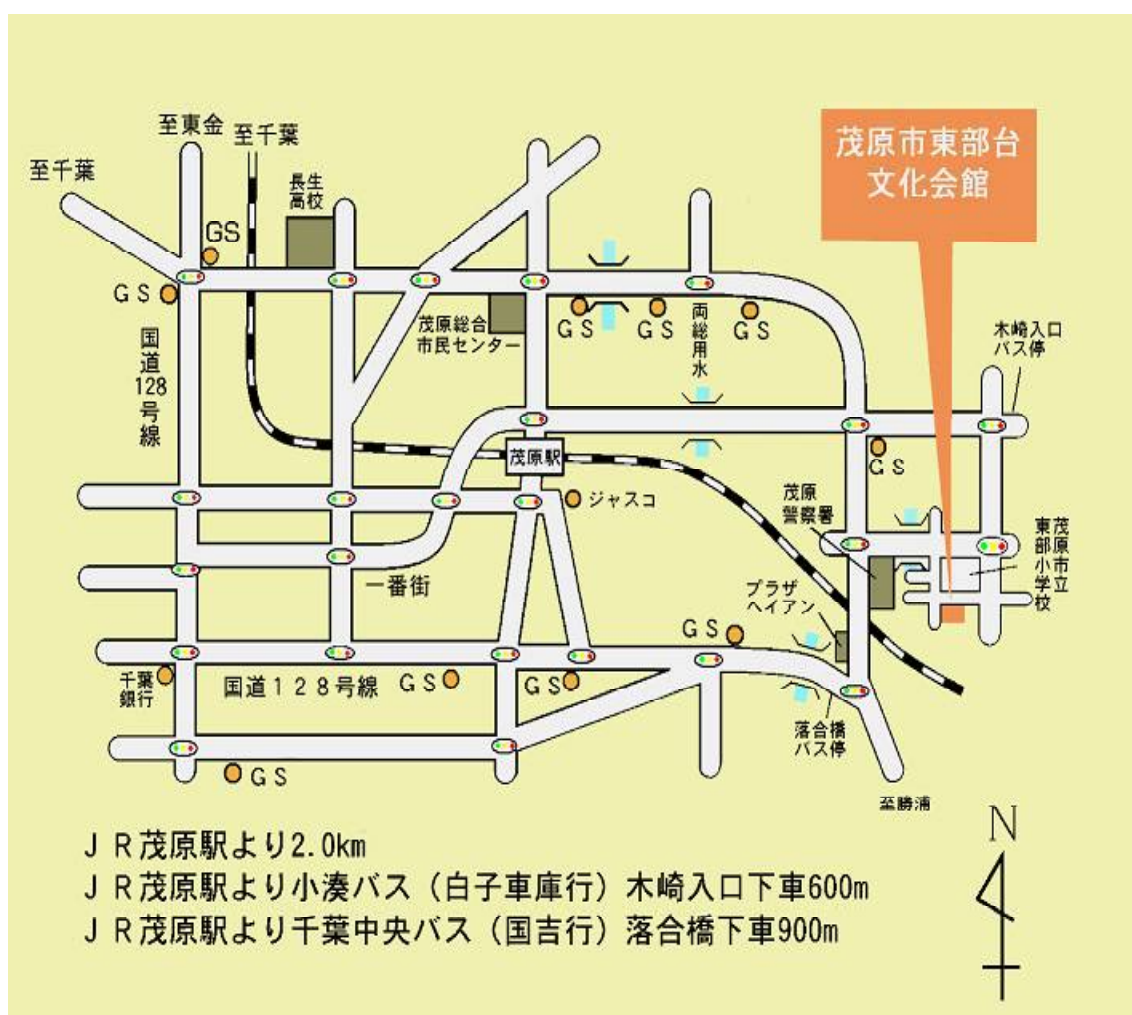 至東金
至千葉
至千葉
長生
高校
茂原市東部台
文化会館
GS
ＧＳ
国道128号線
茂原総合
市民センター
ＧＳ
ＧＳ
両総用水
ＧＳ
木崎入口
バス停
茂原駅
ジャスコ
ＧＳ
茂原
警察署
茂原市立
東部小学校
一番街
プラザ
ヘイアン
ＧＳ
千葉
銀行
国道１２８号線
ＧＳ
ＧＳ
落合橋
バス停
ＧＳ
至勝浦
N
ＪＲ茂原駅より2.0km
ＪＲ茂原駅より小湊バス（白子車庫行）木崎入口下車600m
ＪＲ茂原駅より千葉中央バス（国吉行）落合橋下車900m